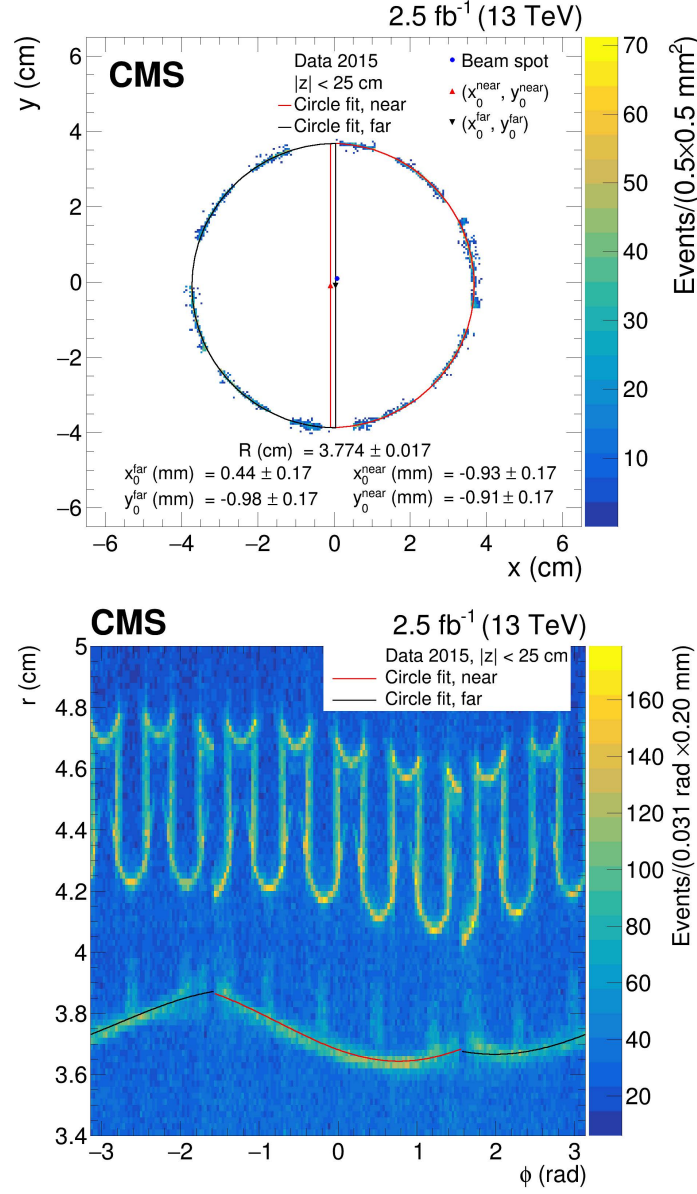 2.5 fb⁻¹ (13 TeV)
CMS
Data 2015
|z| < 25 cm
Circle fit, near
Circle fit, far
Beam spot
(x₀ⁿᵉᵃʳ, y₀ⁿᵉᵃʳ)
(x₀ᶠᵃʳ, y₀ᶠᵃʳ)
y (cm)
6
4
2
0
−2
−4
−6
R (cm) = 3.774 ± 0.017
x₀ᶠᵃʳ (mm) = 0.44 ± 0.17
x₀ⁿᵉᵃʳ (mm) = -0.93 ± 0.17
y₀ᶠᵃʳ (mm) = -0.98 ± 0.17
y₀ⁿᵉᵃʳ (mm) = -0.91 ± 0.17
−6 −4 −2 0 2 4 6
x (cm)
70
60
50
40
30
20
10
Events/(0.5×0.5 mm²)
CMS
2.5 fb⁻¹ (13 TeV)
Data 2015, |z| < 25 cm
Circle fit, near
Circle fit, far
r (cm)
5
4.8
4.6
4.4
4.2
4
3.8
3.6
3.4
−3 −2 −1 0 1 2 3
ϕ (rad)
160
140
120
100
80
60
40
20
Events/(0.031 rad ×0.20 mm)